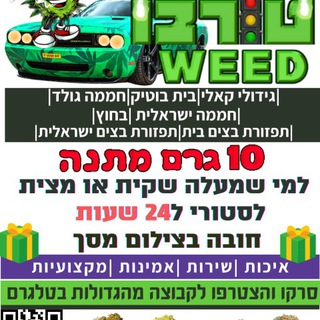 טורבו
WEED
|גידולי קאלי|בית בוטיק|חממה גולד|
|חממה ישראלית |בחוץ|
|תפזורת בצים בית|תפזורת בצים ישראלית|
10 גרם מתנה
למי שמעלה שקית או מצית
לסטורי ל24 שעות
חובה בצילום מסך
איכות |שירות |אמינות |מקצועיות
סרקו והצטרפו לקבוצה מהגדולות בטלגרם